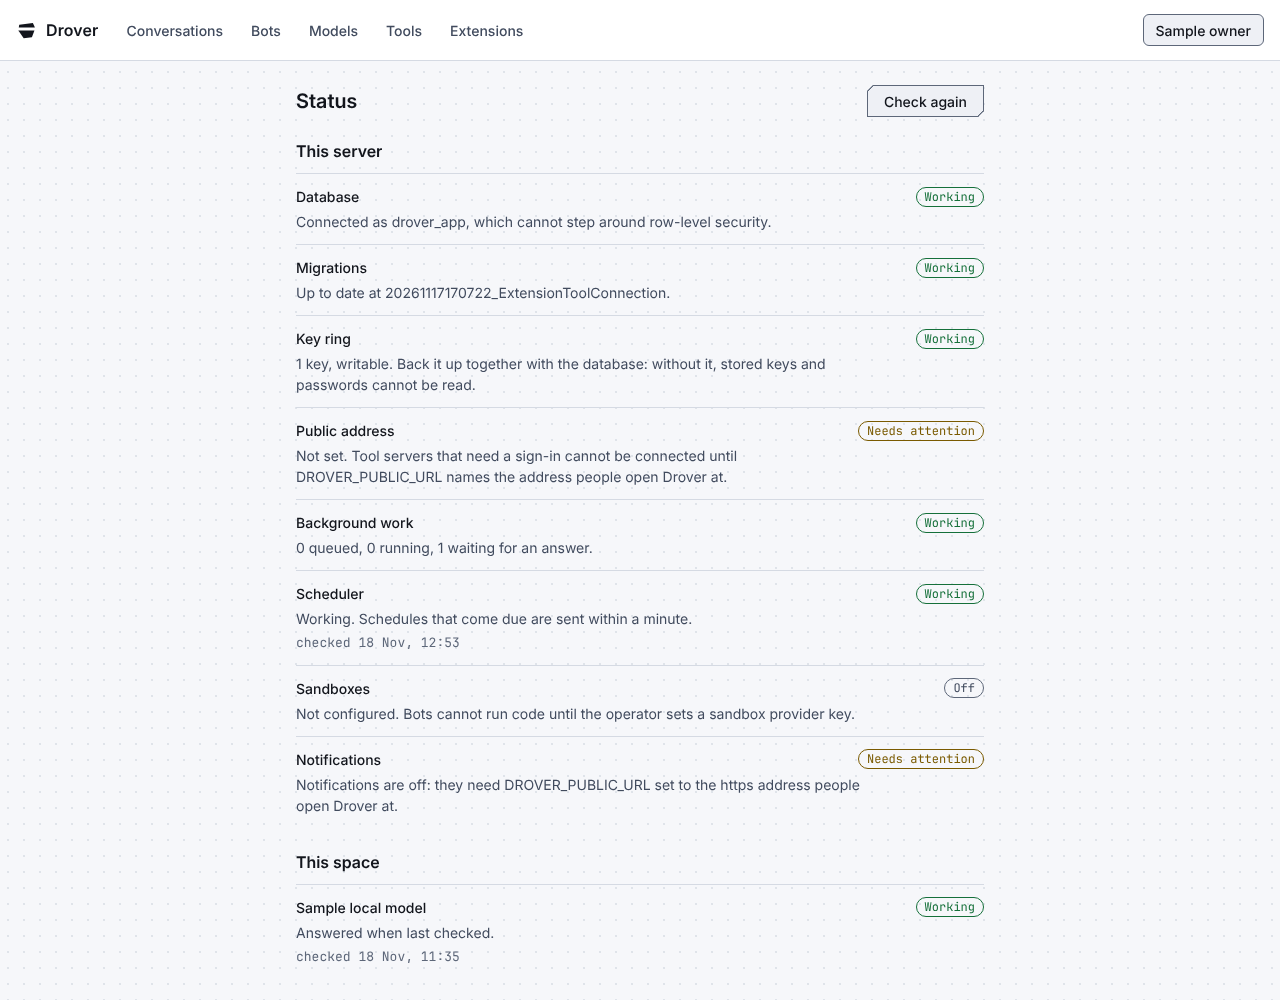 Drover Conversations Bots Models Tools Extensions Sample owner
Status Check again
This server
Database Working
Connected as drover_app, which cannot step around row-level security.
Migrations Working
Up to date at 20261117170722_ExtensionToolConnection.
Key ring Working
1 key, writable. Back it up together with the database: without it, stored keys and
passwords cannot be read.
Public address Needs attention
Not set. Tool servers that need a sign-in cannot be connected until
DROVER_PUBLIC_URL names the address people open Drover at.
Background work Working
0 queued, 0 running, 1 waiting for an answer.
Scheduler Working
Working. Schedules that come due are sent within a minute.
checked 18 Nov, 12:53
Sandboxes Off
Not configured. Bots cannot run code until the operator sets a sandbox provider key.
Notifications Needs attention
Notifications are off: they need DROVER_PUBLIC_URL set to the https address people
open Drover at.
This space
Sample local model Working
Answered when last checked.
checked 18 Nov, 11:35